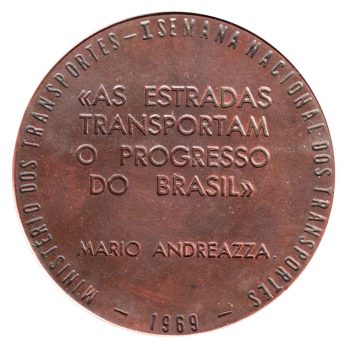 MINISTÉRIO DOS TRANSPORTES – I SEMANA NACIONAL DOS TRANSPORTES
«AS ESTRADAS
TRANSPORTAM
O PROGRESSO
DO BRASIL»
MARIO ANDREAZZA
– 1969 –